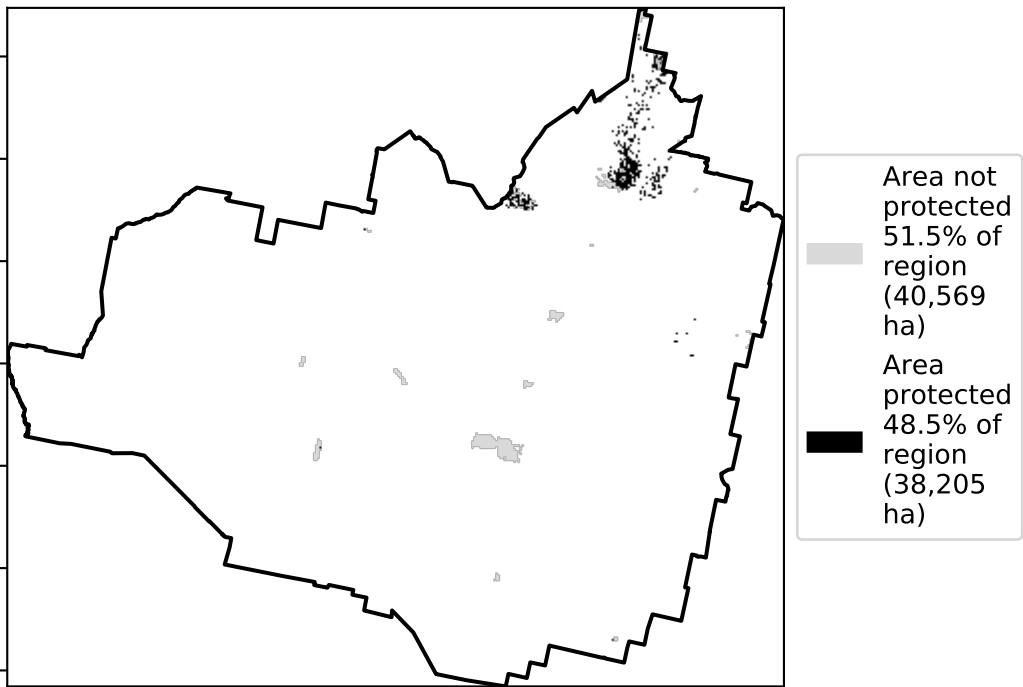 Area not
protected
51.5% of
region
(40,569
ha)
Area
protected
48.5% of
region
(38,205
ha)